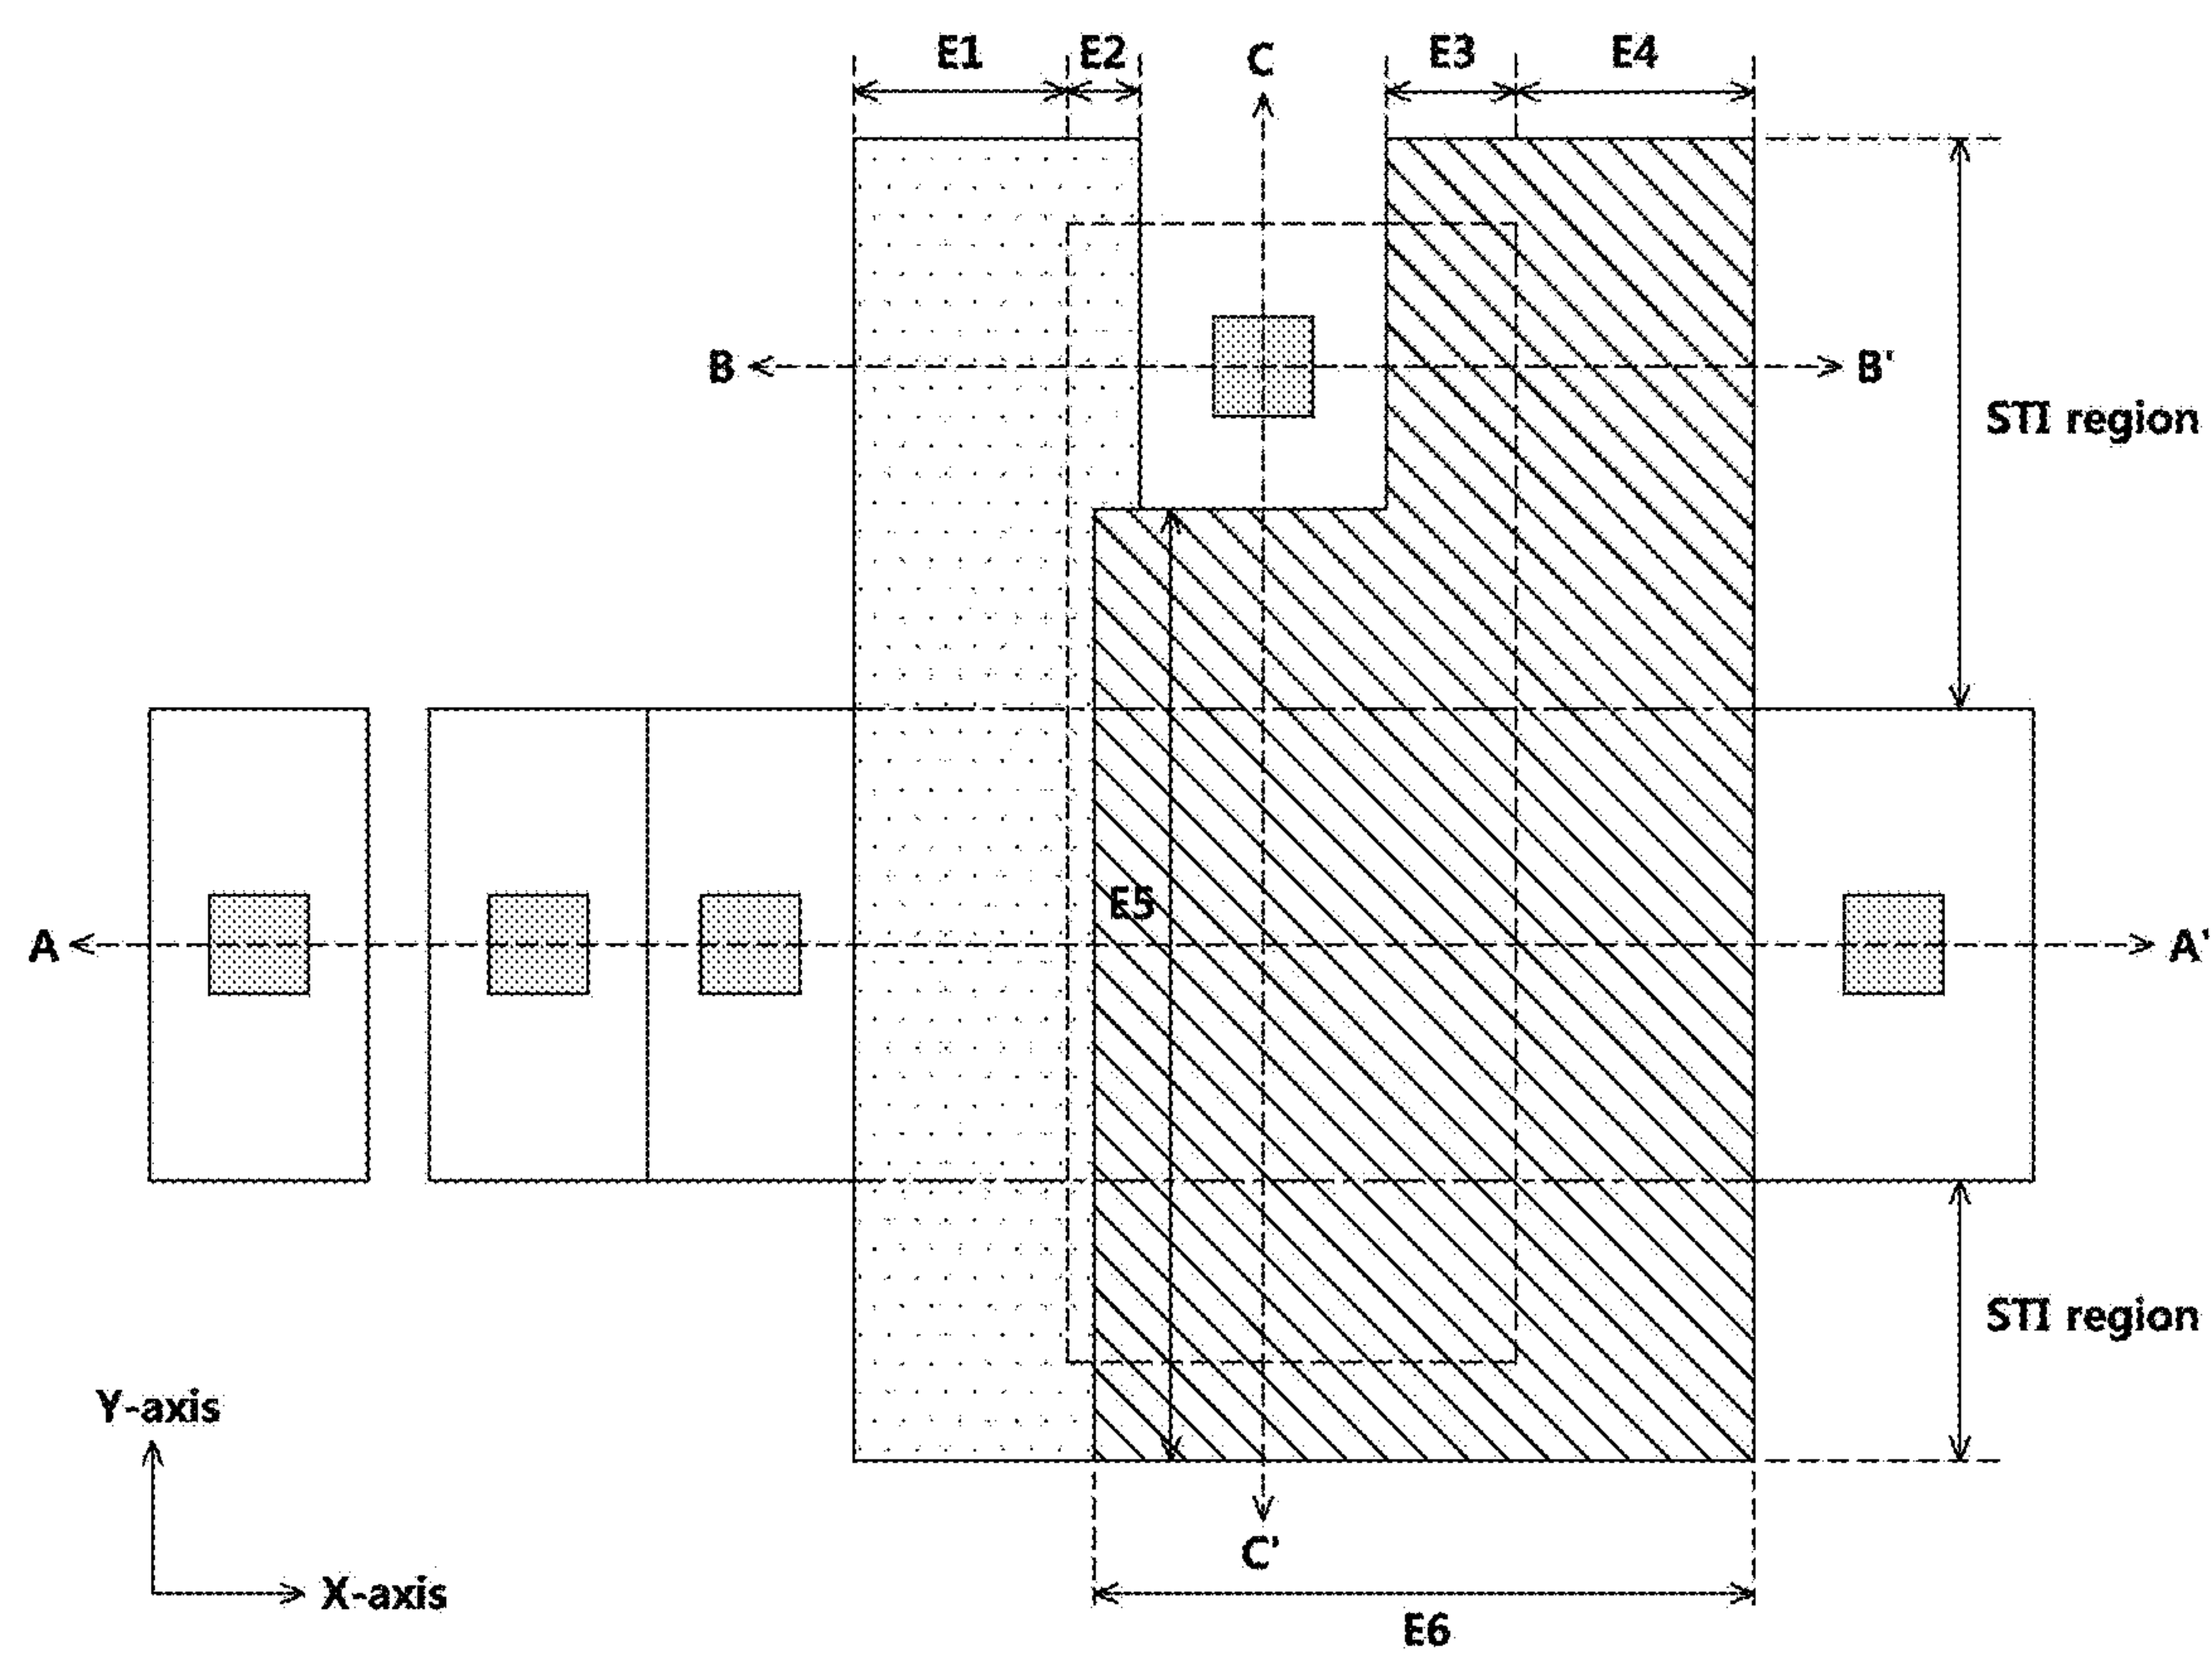 E1
E2
C
E3
E4
B
B'
STI region
E5
A
A'
STI region
Y-axis
C'
X-axis
E6